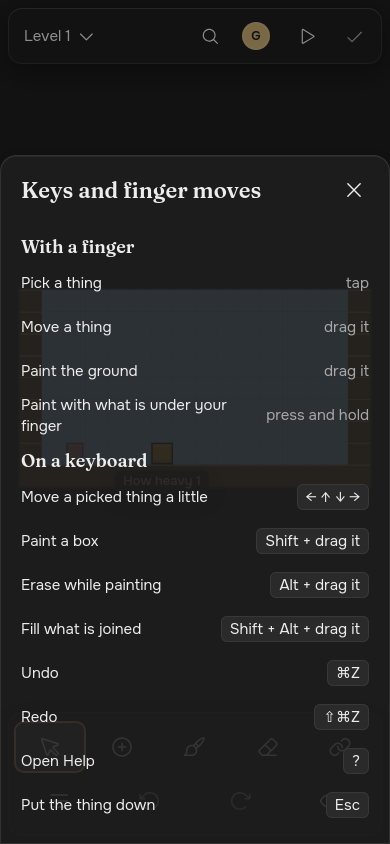 Level 1
G
Keys and finger moves
With a finger
Pick a thing tap
Move a thing drag it
Paint the ground drag it
Paint with what is under your finger press and hold
On a keyboard
How heavy 1
Move a picked thing a little ← ↑ ↓ →
Paint a box Shift + drag it
Erase while painting Alt + drag it
Fill what is joined Shift + Alt + drag it
Undo ⌘Z
Redo ⇧⌘Z
Open Help ?
Put the thing down Esc